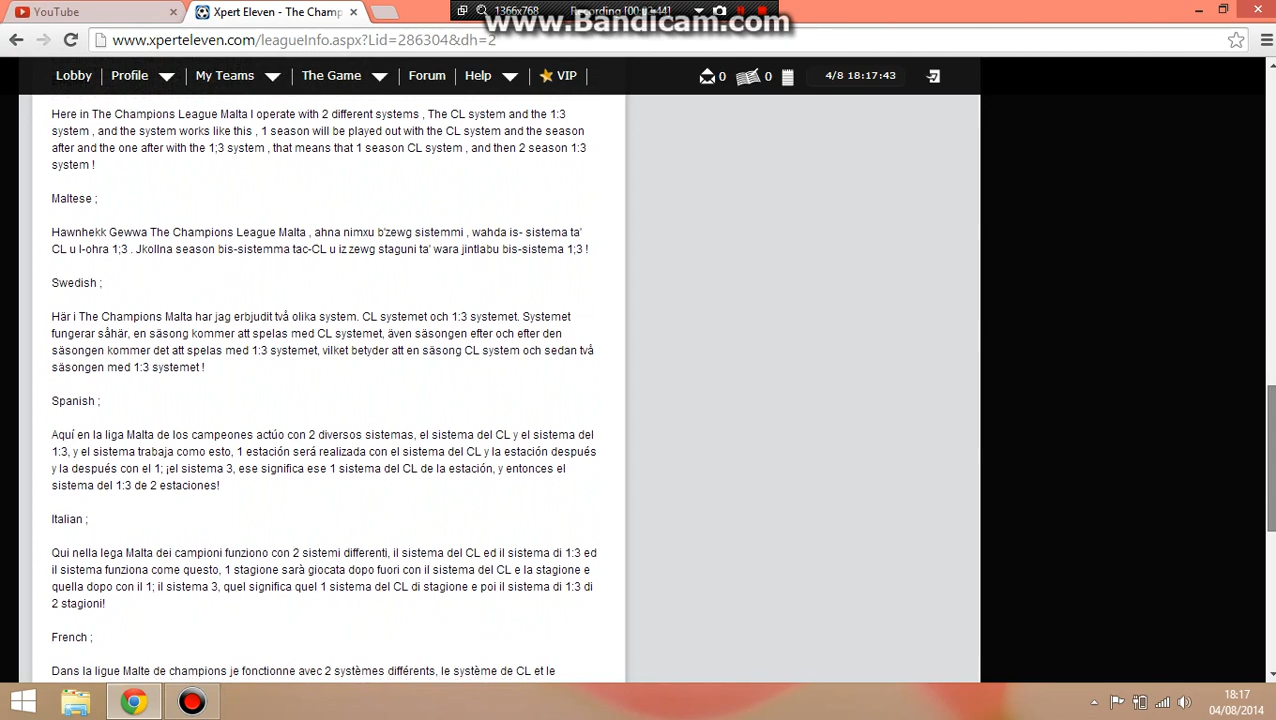 YouTube
Xpert Eleven - The Champ
1366x768
www.Bandicam.com
www.xperteleven.com/leagueInfo.aspx?Lid=286304&dh=2
Lobby Profile My Teams The Game Forum Help VIP 0 0 4/8 18:17:43
Here in The Champions League Malta I operate with 2 different systems , The CL system and the 1:3
system , and the system works like this , 1 season will be played out with the CL system and the season
after and the one after with the 1;3 system , that means that 1 season CL system , and then 2 season 1:3
system !
Maltese ;
Hawnhekk Gewwa The Champions League Malta , ahna nimxu b'zewg sistemmi , wahda is- sistema ta'
CL u l-ohra 1;3 . Jkollna season bis-sistemma tac-CL u iz zewg staguni ta' wara jintlabu bis-sistema 1;3 !
Swedish ;
Här i The Champions Malta har jag erbjudit två olika system. CL systemet och 1:3 systemet. Systemet
fungerar såhär, en säsong kommer att spelas med CL systemet, även säsongen efter och efter den
säsongen kommer det att spelas med 1:3 systemet, vilket betyder att en säsong CL system och sedan två
säsongen med 1:3 systemet !
Spanish ;
Aquí en la liga Malta de los campeones actúo con 2 diversos sistemas, el sistema del CL y el sistema del
1:3, y el sistema trabaja como esto, 1 estación será realizada con el sistema del CL y la estación después
y la después con el 1; ¡el sistema 3, ese significa ese 1 sistema del CL de la estación, y entonces el
sistema del 1:3 de 2 estaciones!
Italian ;
Qui nella lega Malta dei campioni funziono con 2 sistemi differenti, il sistema del CL ed il sistema di 1:3 ed
il sistema funziona come questo, 1 stagione sarà giocata dopo fuori con il sistema del CL e la stagione e
quella dopo con il 1; il sistema 3, quel significa quel 1 sistema del CL di stagione e poi il sistema di 1:3 di
2 stagioni!
French ;
Dans la ligue Malte de champions je fonctionne avec 2 systèmes différents, le système de CL et le
18:17
04/08/2014